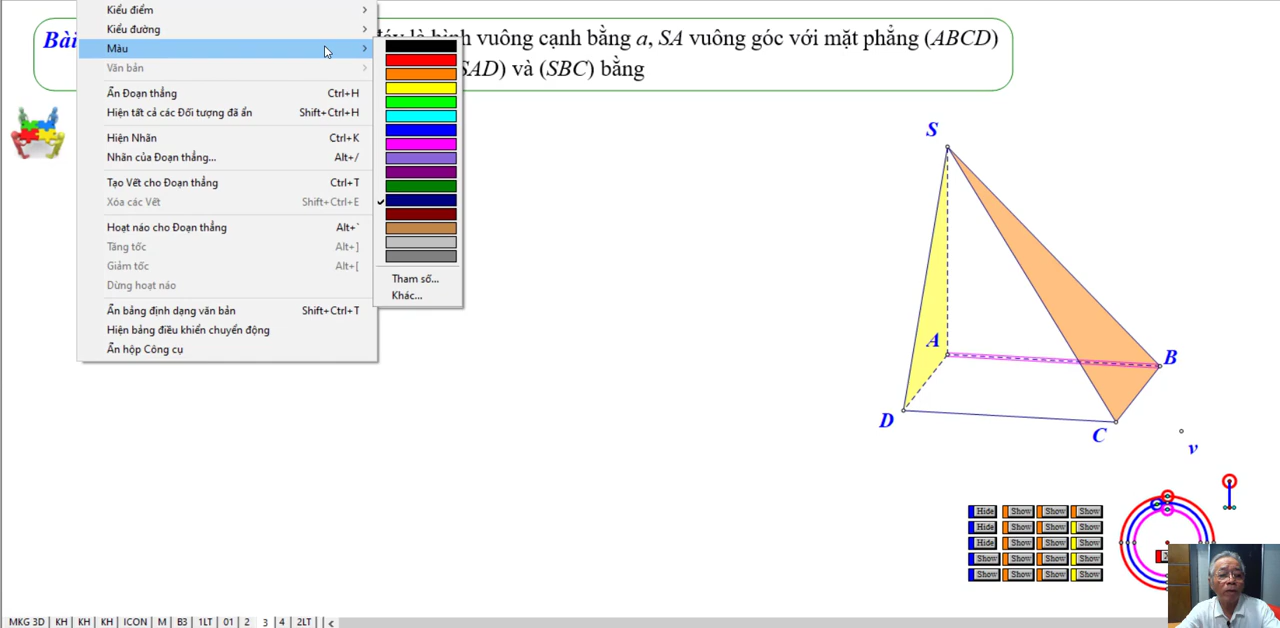 Kiểu điểm
Kiểu đường
Màu
Văn bản
Ẩn Đoạn thẳng Ctrl+H
Hiện tất cả các Đối tượng đã ẩn Shift+Ctrl+H
Hiện Nhãn Ctrl+K
Nhãn của Đoạn thẳng... Alt+/
Tạo Vết cho Đoạn thẳng Ctrl+T
Xóa các Vết Shift+Ctrl+E
Hoạt náo cho Đoạn thẳng Alt+`
Tăng tốc Alt+]
Giảm tốc Alt+[
Dừng hoạt náo
Ẩn bảng định dạng văn bản Shift+Ctrl+T
Hiện bảng điều khiển chuyển động
Ẩn hộp Công cụ
Tham số...
Khác...
Bài là hình vuông cạnh bằng a, SA vuông góc với mặt phẳng (ABCD)
SAD) và (SBC) bằng
S
A
B
D
C
v
Hide Show Show Show
Hide Show Show Show
Hide Show Show Show
Show Show Show Show
Show Show Show Show
MKG 3D KH KH KH ICON M B3 1LT 01 2 3 4 2LT